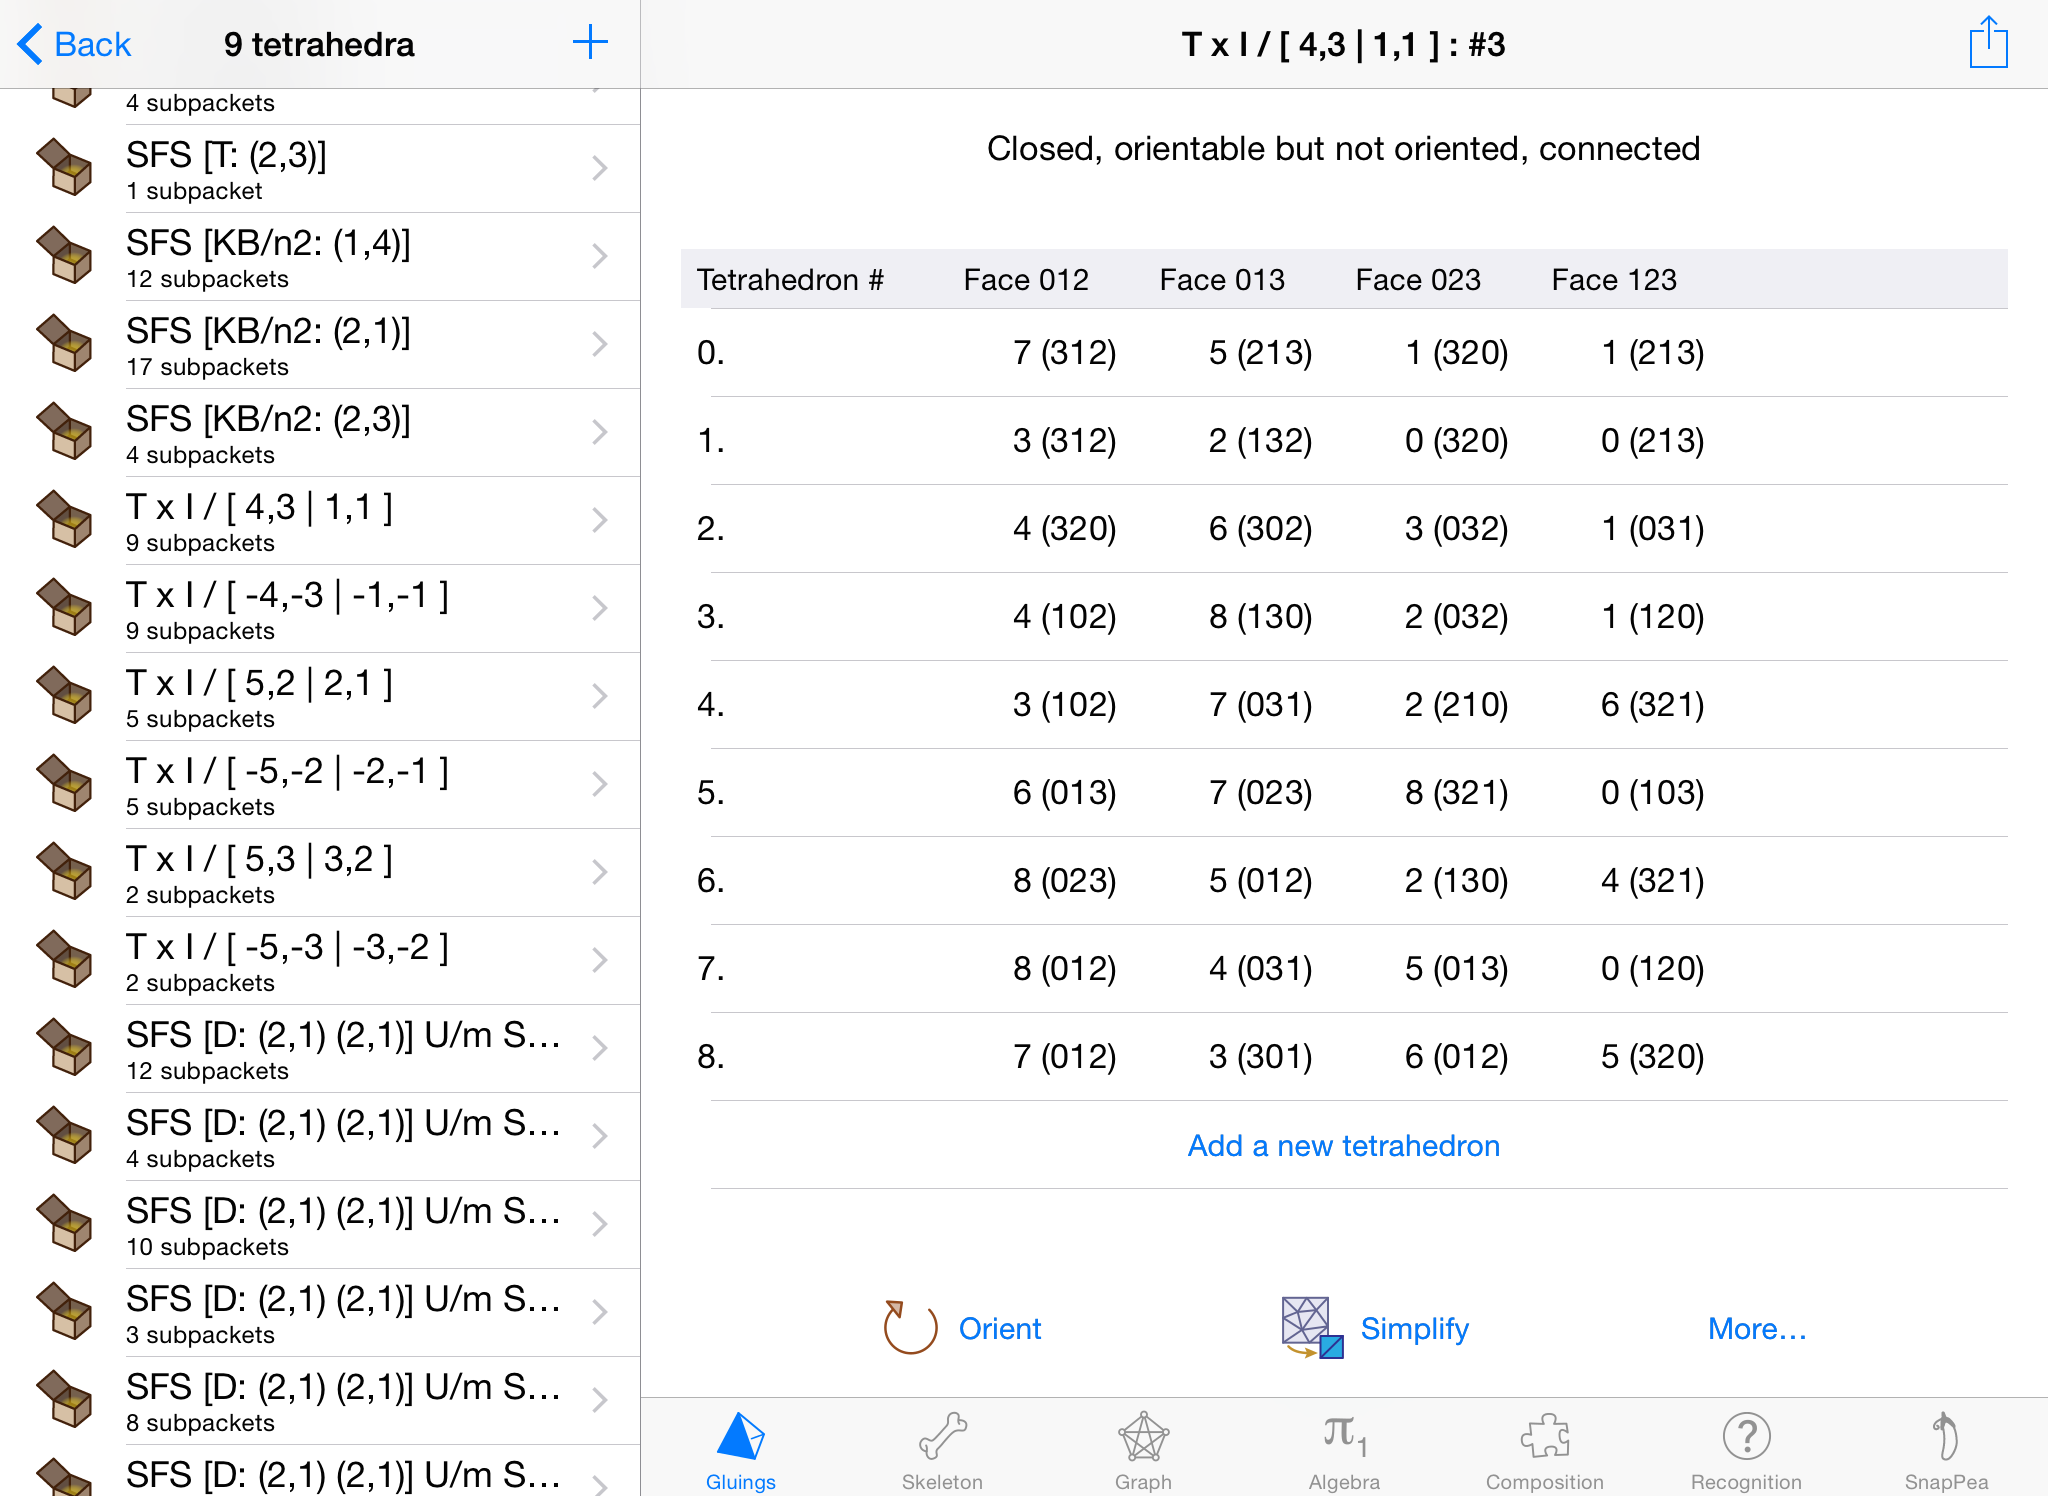 Back
9 tetrahedra
4 subpackets
SFS [T: (2,3)]
1 subpacket
SFS [KB/n2: (1,4)]
12 subpackets
SFS [KB/n2: (2,1)]
17 subpackets
SFS [KB/n2: (2,3)]
4 subpackets
T x I / [ 4,3 | 1,1 ]
9 subpackets
T x I / [ -4,-3 | -1,-1 ]
9 subpackets
T x I / [ 5,2 | 2,1 ]
5 subpackets
T x I / [ -5,-2 | -2,-1 ]
5 subpackets
T x I / [ 5,3 | 3,2 ]
2 subpackets
T x I / [ -5,-3 | -3,-2 ]
2 subpackets
SFS [D: (2,1) (2,1)] U/m S...
12 subpackets
SFS [D: (2,1) (2,1)] U/m S...
4 subpackets
SFS [D: (2,1) (2,1)] U/m S...
10 subpackets
SFS [D: (2,1) (2,1)] U/m S...
3 subpackets
SFS [D: (2,1) (2,1)] U/m S...
8 subpackets
SFS [D: (2,1) (2,1)] U/m S...
T x I / [ 4,3 | 1,1 ] : #3
Closed, orientable but not oriented, connected
Tetrahedron # Face 012 Face 013 Face 023 Face 123
0. 7 (312) 5 (213) 1 (320) 1 (213)
1. 3 (312) 2 (132) 0 (320) 0 (213)
2. 4 (320) 6 (302) 3 (032) 1 (031)
3. 4 (102) 8 (130) 2 (032) 1 (120)
4. 3 (102) 7 (031) 2 (210) 6 (321)
5. 6 (013) 7 (023) 8 (321) 0 (103)
6. 8 (023) 5 (012) 2 (130) 4 (321)
7. 8 (012) 4 (031) 5 (013) 0 (120)
8. 7 (012) 3 (301) 6 (012) 5 (320)
Add a new tetrahedron
Orient Simplify More...
π1 ?
Gluings Skeleton Graph Algebra Composition Recognition SnapPea